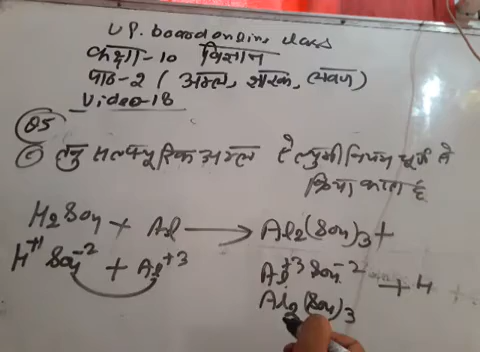 UP. board online class
कक्षा-10 विज्ञान
पाठ-2 ( अम्ल, क्षारक, लवण)
Video-18
Q5
तनु सल्फ्यूरिक अम्ल ऐल्युमीनियम चूर्ण से
क्रिया करता है
H2SO4 + Al → Al2(SO4)3 +
H+1 SO4-2 + Al+3 Al+3 SO4-2 + H +
Al2(SO4)3